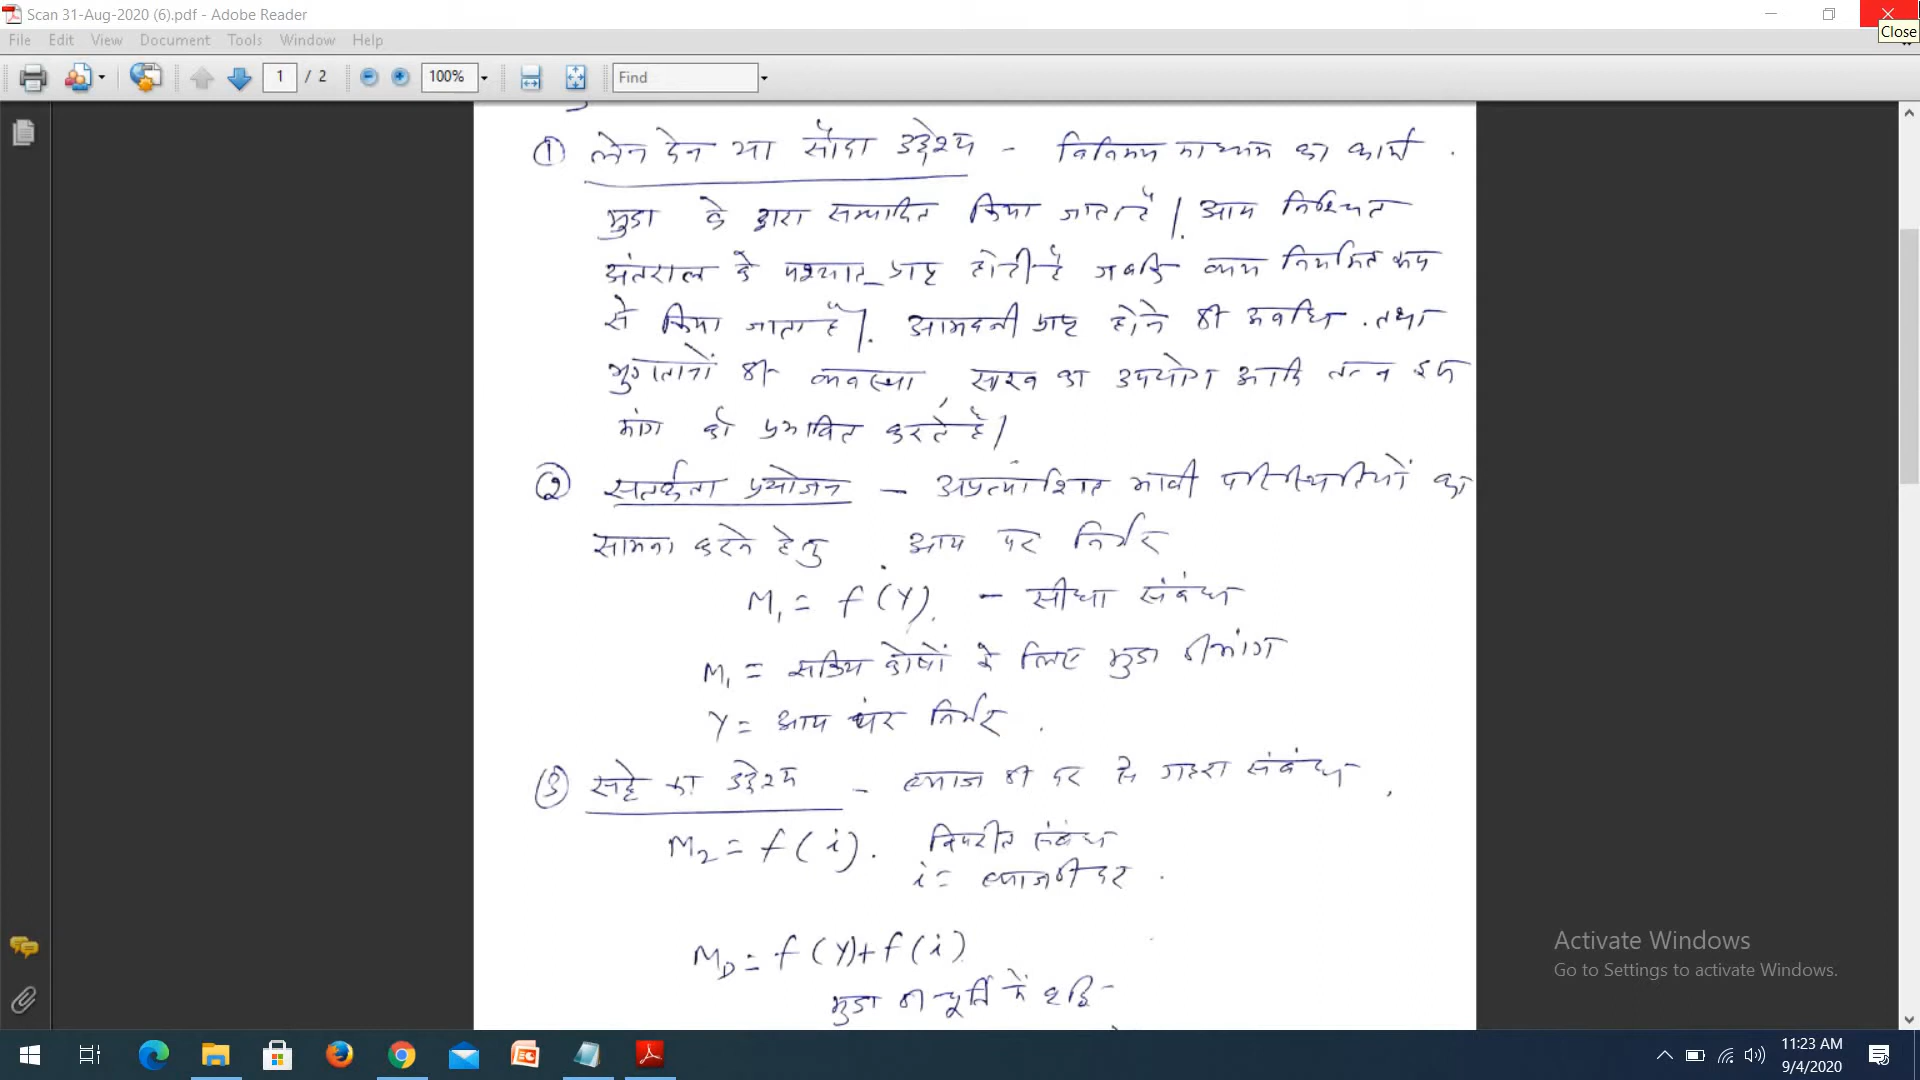 Scan 31-Aug-2020 (6).pdf - Adobe Reader
Close
File Edit View Document Tools Window Help
1 / 2 100% Find
① लेन देन या सौदा उद्देश्य - विनिमय माध्यम का कार्य
मुद्रा के द्वारा सम्पादित किया जाता है। आय निश्चित
अंतराल के पश्चात प्राप्त होती है जबकि व्यय नियमित रूप
से किया जाता है। आमदनी प्राप्त होने की अवधि तथा
भुगतानों की व्यवस्था, साख का उपयोग आदि तत्व इस
मांग को प्रभावित करते है।
② सतर्कता प्रयोजन - अप्रत्याशित भावी परिस्थितियों का
सामना करने हेतु आय पर निर्भर
M₁ = f(Y) - सीधा संबंध
M₁ = सक्रिय कोषों के लिए मुद्रा की मांग
Y = आय पर निर्भर
③ सट्टे का उद्देश्य - ब्याज की दर से गहरा संबंध
M₂ = f(i). विपरीत संबंध
i = ब्याज की दर
M_D = f(Y) + f(i)
मुद्रा की पूर्ति में वृद्धि -
Activate Windows
Go to Settings to activate Windows.
11:23 AM
9/4/2020